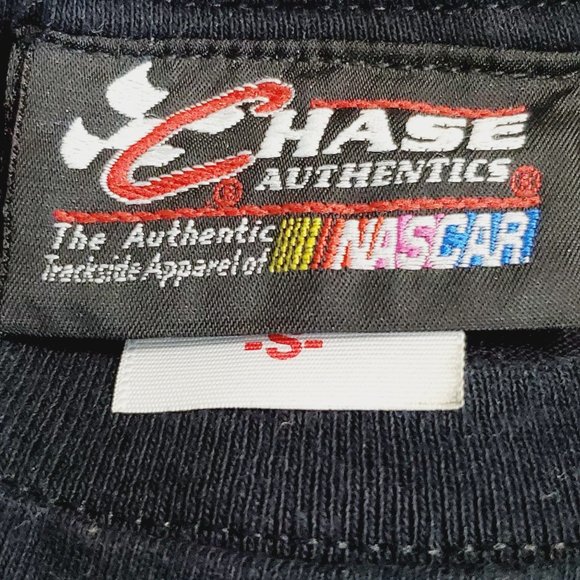 CHASE
AUTHENTICS®
®
The Authentic
Trackside Apparel of NASCAR
-S-